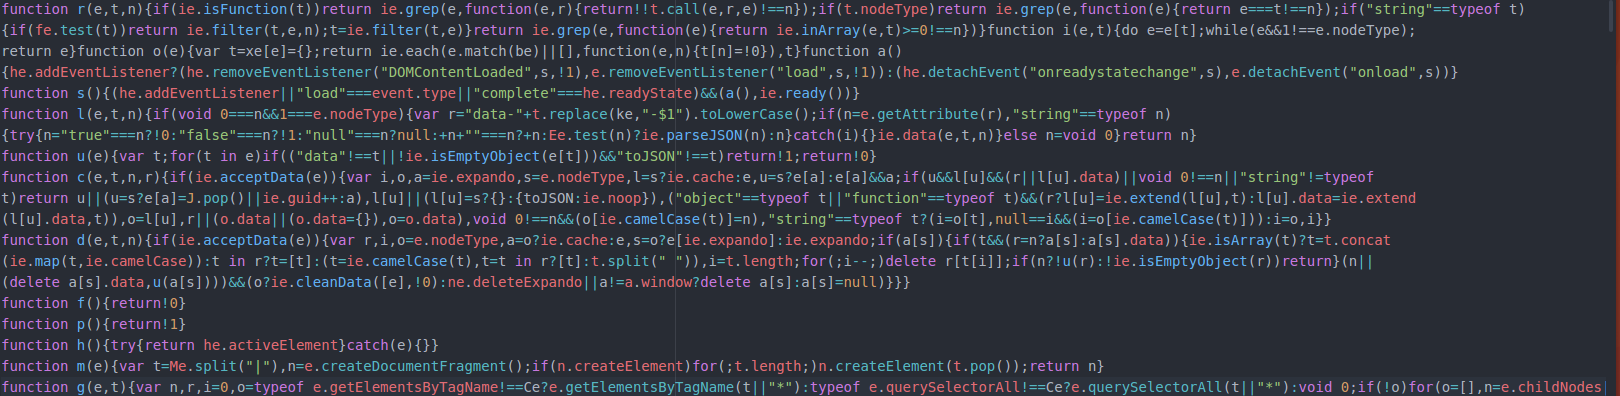 function r(e,t,n){if(ie.isFunction(t))return ie.grep(e,function(e,r){return!!t.call(e,r,e)!==n});if(t.nodeType)return ie.grep(e,function(e){return e===t!==n});if("string"==typeof t)
{if(fe.test(t))return ie.filter(t,e,n);t=ie.filter(t,e)}return ie.grep(e,function(e){return ie.inArray(e,t)>=0!==n})}function i(e,t){do e=e[t];while(e&&1!==e.nodeType);
return e}function o(e){var t=xe[e]={};return ie.each(e.match(be)||[],function(e,n){t[n]=!0}),t}function a()
{he.addEventListener?(he.removeEventListener("DOMContentLoaded",s,!1),e.removeEventListener("load",s,!1)):(he.detachEvent("onreadystatechange",s),e.detachEvent("onload",s))}
function s(){(he.addEventListener||"load"===event.type||"complete"===he.readyState)&&(a(),ie.ready())}
function l(e,t,n){if(void 0===n&&1===e.nodeType){var r="data-"+t.replace(ke,"-$1").toLowerCase();if(n=e.getAttribute(r),"string"==typeof n)
{try{n="true"===n?!0:"false"===n?!1:"null"===n?null:+n+""===n?+n:Ee.test(n)?ie.parseJSON(n):n}catch(i){}ie.data(e,t,n)}else n=void 0}return n}
function u(e){var t;for(t in e)if(("data"!==t||!ie.isEmptyObject(e[t]))&&"toJSON"!==t)return!1;return!0}
function c(e,t,n,r){if(ie.acceptData(e)){var i,o,a=ie.expando,s=e.nodeType,l=s?ie.cache:e,u=s?e[a]:e[a]&&a;if(u&&l[u]&&(r||l[u].data)||void 0!==n||"string"!=typeof
t)return u||(u=s?e[a]=J.pop()||ie.guid++:a),l[u]||(l[u]=s?{}:{toJSON:ie.noop}),("object"==typeof t||"function"==typeof t)&&(r?l[u]=ie.extend(l[u],t):l[u].data=ie.extend
(l[u].data,t)),o=l[u],r||(o.data||(o.data={}),o=o.data),void 0!==n&&(o[ie.camelCase(t)]=n),"string"==typeof t?(i=o[t],null==i&&(i=o[ie.camelCase(t)])):i=o,i}}
function d(e,t,n){if(ie.acceptData(e)){var r,i,o=e.nodeType,a=o?ie.cache:e,s=o?e[ie.expando]:ie.expando;if(a[s]){if(t&&(r=n?a[s]:a[s].data)){ie.isArray(t)?t=t.concat
(ie.map(t,ie.camelCase)):t in r?t=[t]:(t=ie.camelCase(t),t=t in r?[t]:t.split(" ")),i=t.length;for(;i--;)delete r[t[i]];if(n?!u(r):!ie.isEmptyObject(r))return}(n||
(delete a[s].data,u(a[s])))&&(o?ie.cleanData([e],!0):ne.deleteExpando||a!=a.window?delete a[s]:a[s]=null)}}}
function f(){return!0}
function p(){return!1}
function h(){try{return he.activeElement}catch(e){}}
function m(e){var t=Me.split("|"),n=e.createDocumentFragment();if(n.createElement)for(;t.length;)n.createElement(t.pop());return n}
function g(e,t){var n,r,i=0,o=typeof e.getElementsByTagName!==Ce?e.getElementsByTagName(t||"*"):typeof e.querySelectorAll!==Ce?e.querySelectorAll(t||"*"):void 0;if(!o)for(o=[],n=e.childNodes